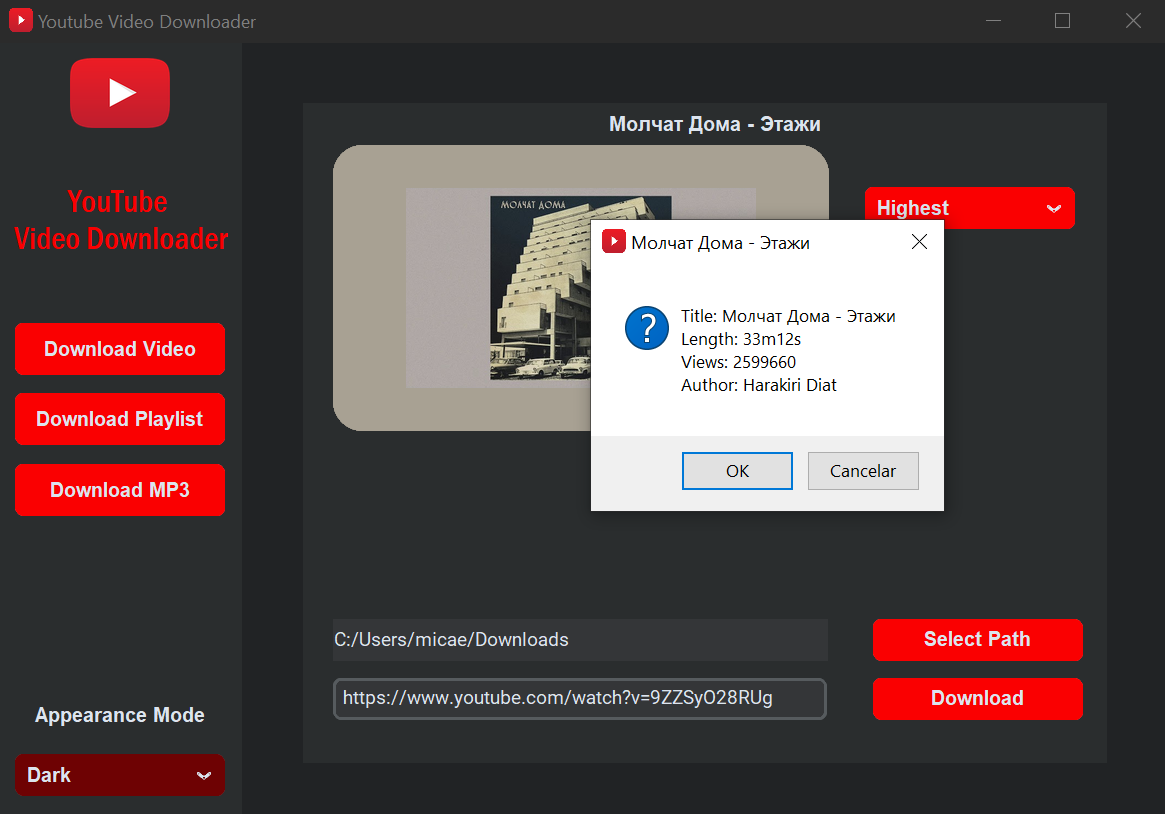 Youtube Video Downloader
YouTube
Video Downloader
Download Video
Download Playlist
Download MP3
Appearance Mode
Dark
Молчат Дома - Этажи
МОЛЧАТ ДОМА
Highest
Молчат Дома - Этажи
?
Title: Молчат Дома - Этажи
Length: 33m12s
Views: 2599660
Author: Harakiri Diat
OK
Cancelar
C:/Users/micae/Downloads
Select Path
https://www.youtube.com/watch?v=9ZZSyO28RUg
Download